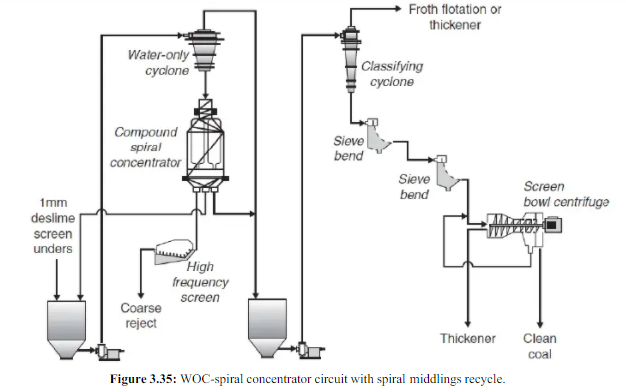 Froth flotation or
thickener
Water-only
cyclone
Classifying
cyclone
Compound
spiral
concentrator
Sieve
bend
Sieve
bend
Screen
bowl centrifuge
1mm
deslime
screen
unders
High
frequency
screen
Coarse
reject
Thickener
Clean
coal
Figure 3.35: WOC-spiral concentrator circuit with spiral middlings recycle.